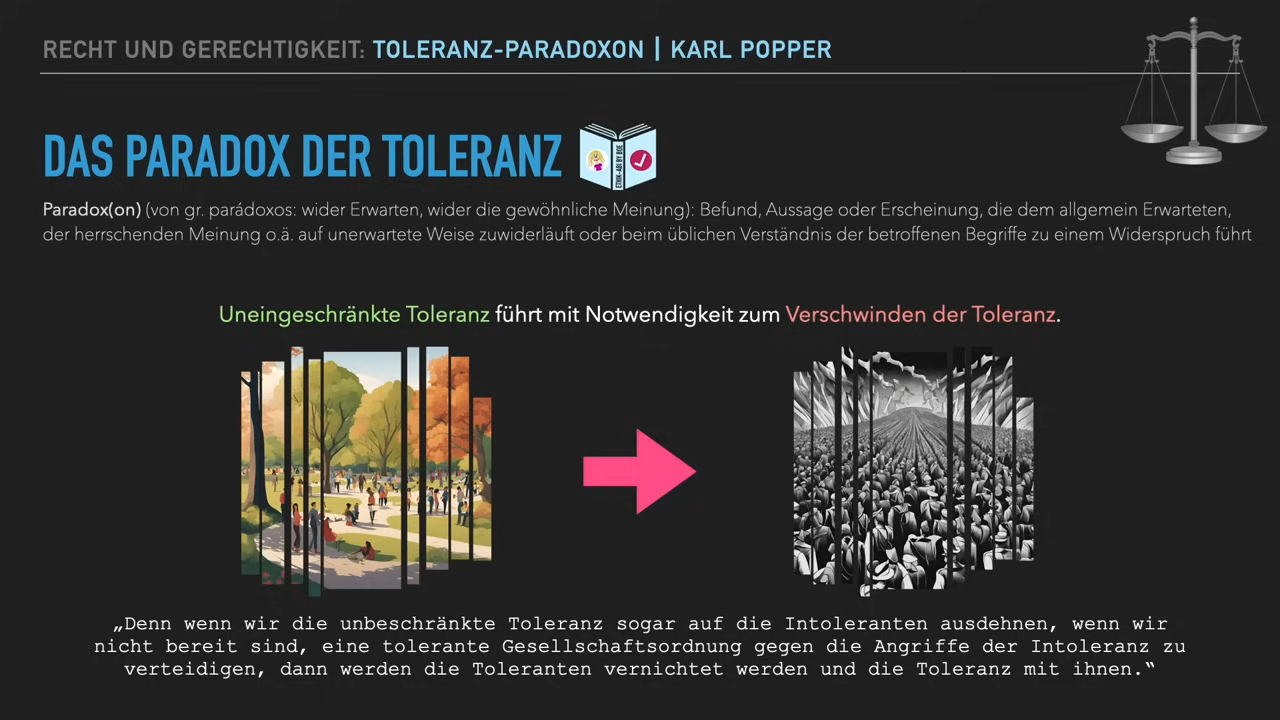 RECHT UND GERECHTIGKEIT: TOLERANZ-PARADOXON | KARL POPPER
DAS PARADOX DER TOLERANZ
ETHIK-ABI BY BOE
Paradox(on) (von gr. parádoxos: wider Erwarten, wider die gewöhnliche Meinung): Befund, Aussage oder Erscheinung, die dem allgemein Erwarteten,
der herrschenden Meinung o.ä. auf unerwartete Weise zuwiderläuft oder beim üblichen Verständnis der betroffenen Begriffe zu einem Widerspruch führt
Uneingeschränkte Toleranz führt mit Notwendigkeit zum Verschwinden der Toleranz.
„Denn wenn wir die unbeschränkte Toleranz sogar auf die Intoleranten ausdehnen, wenn wir
nicht bereit sind, eine tolerante Gesellschaftsordnung gegen die Angriffe der Intoleranz zu
verteidigen, dann werden die Toleranten vernichtet werden und die Toleranz mit ihnen.“